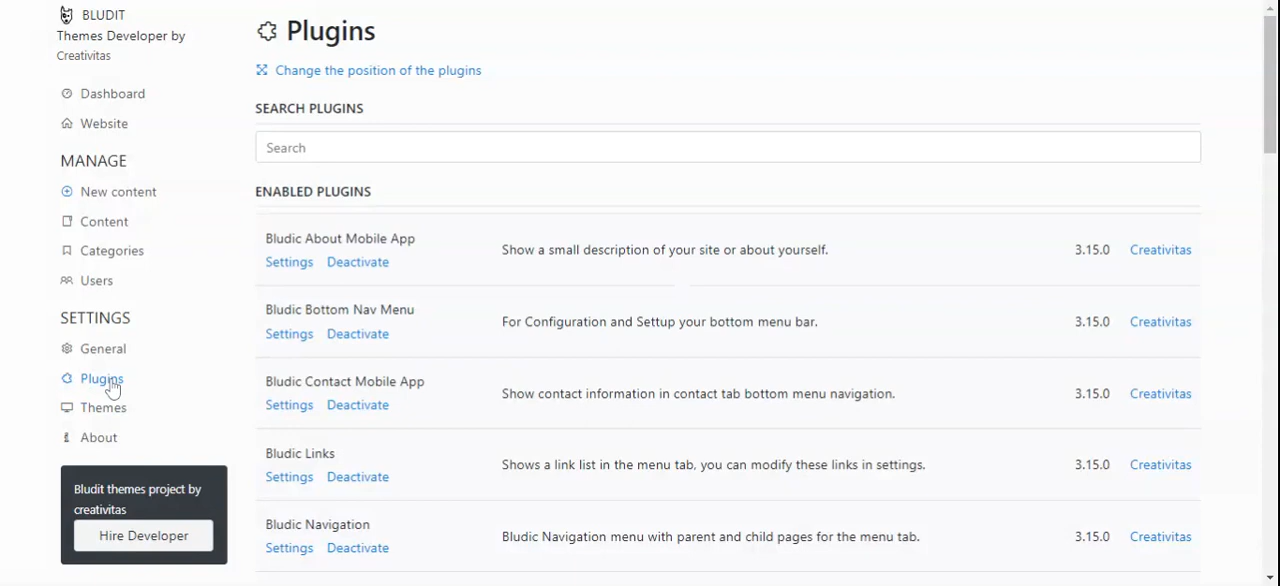 BLUDIT
Themes Developer by
Creativitas
Dashboard
Website
MANAGE
New content
Content
Categories
Users
SETTINGS
General
Plugins
Themes
About
Bludit themes project by
creativitas
Hire Developer
Plugins
Change the position of the plugins
SEARCH PLUGINS
Search
ENABLED PLUGINS
Bludic About Mobile App
Settings Deactivate
Show a small description of your site or about yourself.
3.15.0 Creativitas
Bludic Bottom Nav Menu
Settings Deactivate
For Configuration and Settup your bottom menu bar.
3.15.0 Creativitas
Bludic Contact Mobile App
Settings Deactivate
Show contact information in contact tab bottom menu navigation.
3.15.0 Creativitas
Bludic Links
Settings Deactivate
Shows a link list in the menu tab, you can modify these links in settings.
3.15.0 Creativitas
Bludic Navigation
Settings Deactivate
Bludic Navigation menu with parent and child pages for the menu tab.
3.15.0 Creativitas